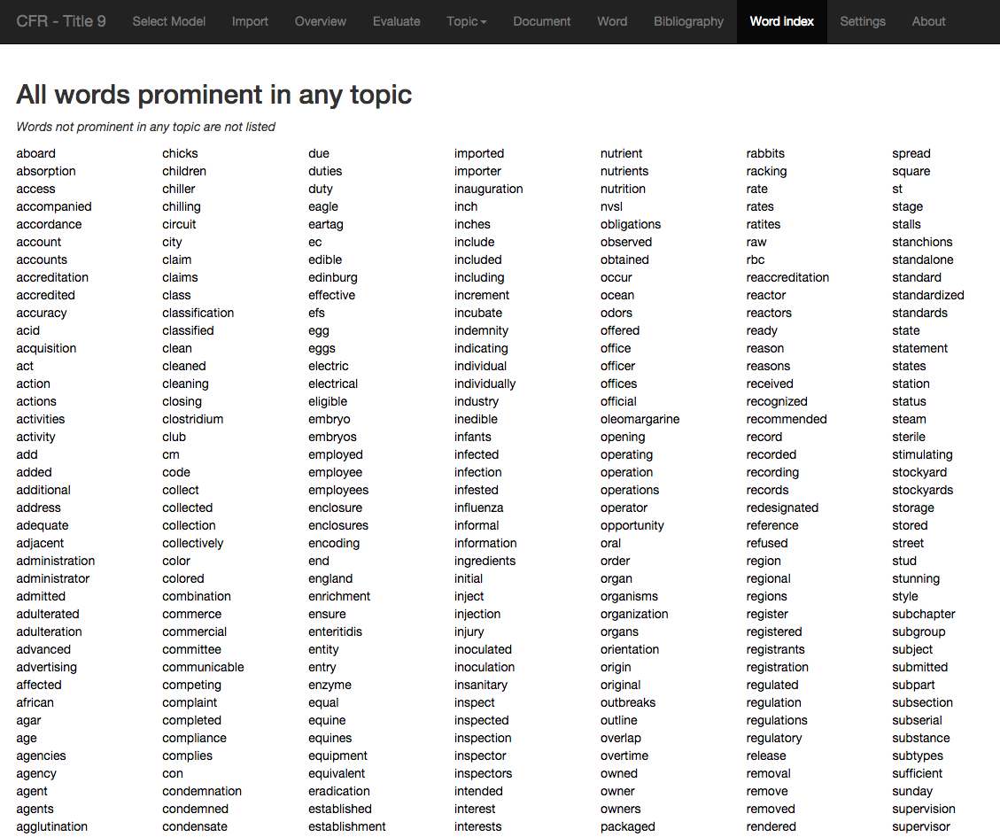 CFR - Title 9 Select Model Import Overview Evaluate Topic Document Word Bibliography Word index Settings About
All words prominent in any topic
Words not prominent in any topic are not listed
aboard
absorption
access
accompanied
accordance
account
accounts
accreditation
accredited
accuracy
acid
acquisition
act
action
actions
activities
activity
add
added
additional
address
adequate
adjacent
administration
administrator
admitted
adulterated
adulteration
advanced
advertising
affected
african
agar
age
agencies
agency
agent
agents
agglutination
chicks
children
chiller
chilling
circuit
city
claim
claims
class
classification
classified
clean
cleaned
cleaning
closing
clostridium
club
cm
code
collect
collected
collection
collectively
color
colored
combination
commerce
commercial
committee
communicable
competing
complaint
completed
compliance
complies
con
condemnation
condemned
condensate
due
duties
duty
eagle
eartag
ec
edible
edinburg
effective
efs
egg
eggs
electric
electrical
eligible
embryo
embryos
employed
employee
employees
enclosure
enclosures
encoding
end
england
enrichment
ensure
enteritidis
entity
entry
enzyme
equal
equine
equines
equipment
equivalent
eradication
established
establishment
imported
importer
inauguration
inch
inches
include
included
including
increment
incubate
indemnity
indicating
individual
individually
industry
inedible
infants
infected
infection
infested
influenza
informal
information
ingredients
initial
inject
injection
injury
inoculated
inoculation
insanitary
inspect
inspected
inspection
inspector
inspectors
intended
interest
interests
nutrient
nutrients
nutrition
nvsl
obligations
observed
obtained
occur
ocean
odors
offered
office
officer
offices
official
oleomargarine
opening
operating
operation
operations
operator
opportunity
oral
order
organ
organisms
organization
organs
orientation
origin
original
outbreaks
outline
overlap
overtime
owned
owner
owners
packaged
rabbits
racking
rate
rates
ratites
raw
rbc
reaccreditation
reactor
reactors
ready
reason
reasons
received
recognized
recommended
record
recorded
recording
records
redesignated
reference
refused
region
regional
regions
register
registered
registrants
registration
regulated
regulation
regulations
regulatory
release
removal
remove
removed
rendered
spread
square
st
stage
stalls
stanchions
standalone
standard
standardized
standards
state
statement
states
station
status
steam
sterile
stimulating
stockyard
stockyards
storage
stored
street
stud
stunning
style
subchapter
subgroup
subject
submitted
subpart
subsection
subserial
substance
subtypes
sufficient
sunday
supervision
supervisor